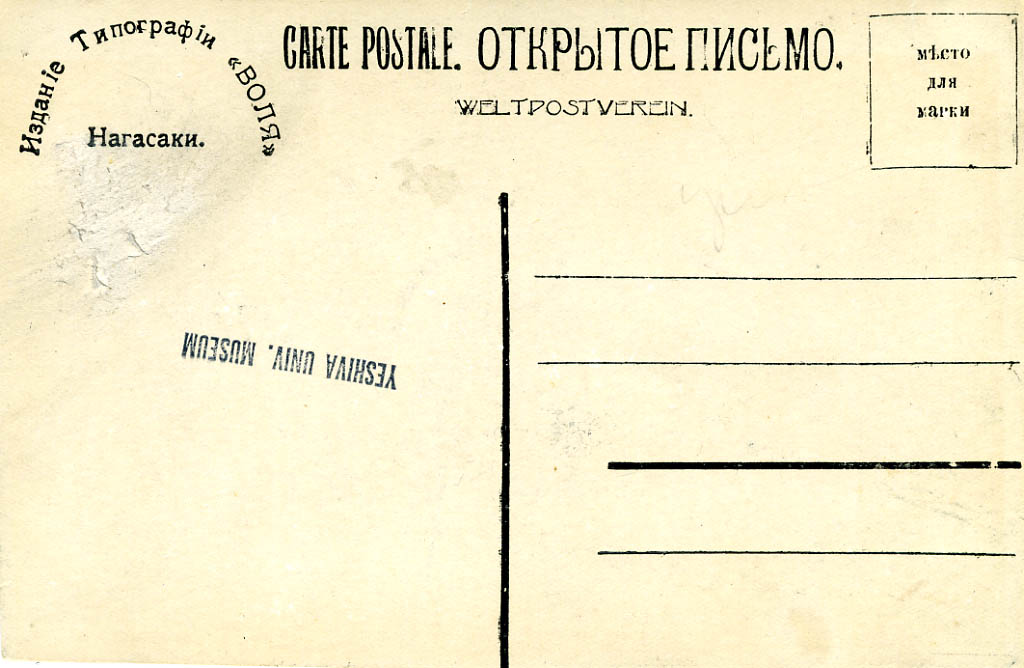 Изданіе Типографіи «ВОЛЯ»
Нагасаки.
CARTE POSTALE. ОТКРЫТОЕ ПИСЬМО.
WELTPOSTVEREIN.
мѣсто
для
марки
YESHIVA UNIV. MUSEUM